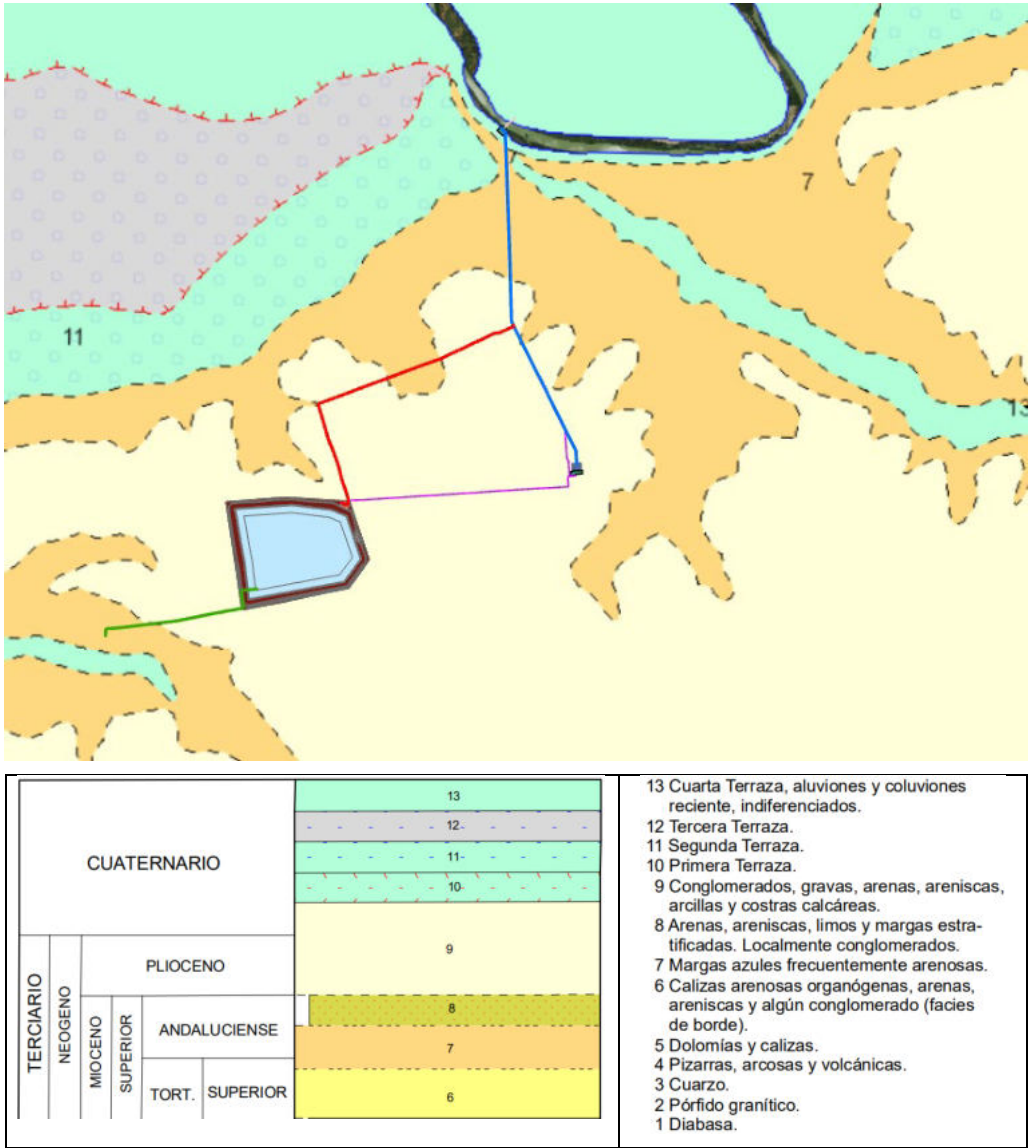 7
11
13
13
12
11
10
9
8
7
6
CUATERNARIO
TERCIARIO
NEOGENO
PLIOCENO
MIOCENO
SUPERIOR
ANDALUCIENSE
TORT.
SUPERIOR
13 Cuarta Terraza, aluviones y coluviones
reciente, indiferenciados.
12 Tercera Terraza.
11 Segunda Terraza.
10 Primera Terraza.
9 Conglomerados, gravas, arenas, areniscas,
arcillas y costras calcáreas.
8 Arenas, areniscas, limos y margas estra-
tificadas. Localmente conglomerados.
7 Margas azules frecuentemente arenosas.
6 Calizas arenosas organógenas, arenas,
areniscas y algún conglomerado (facies
de borde).
5 Dolomías y calizas.
4 Pizarras, arcosas y volcánicas.
3 Cuarzo.
2 Pórfido granítico.
1 Diabasa.